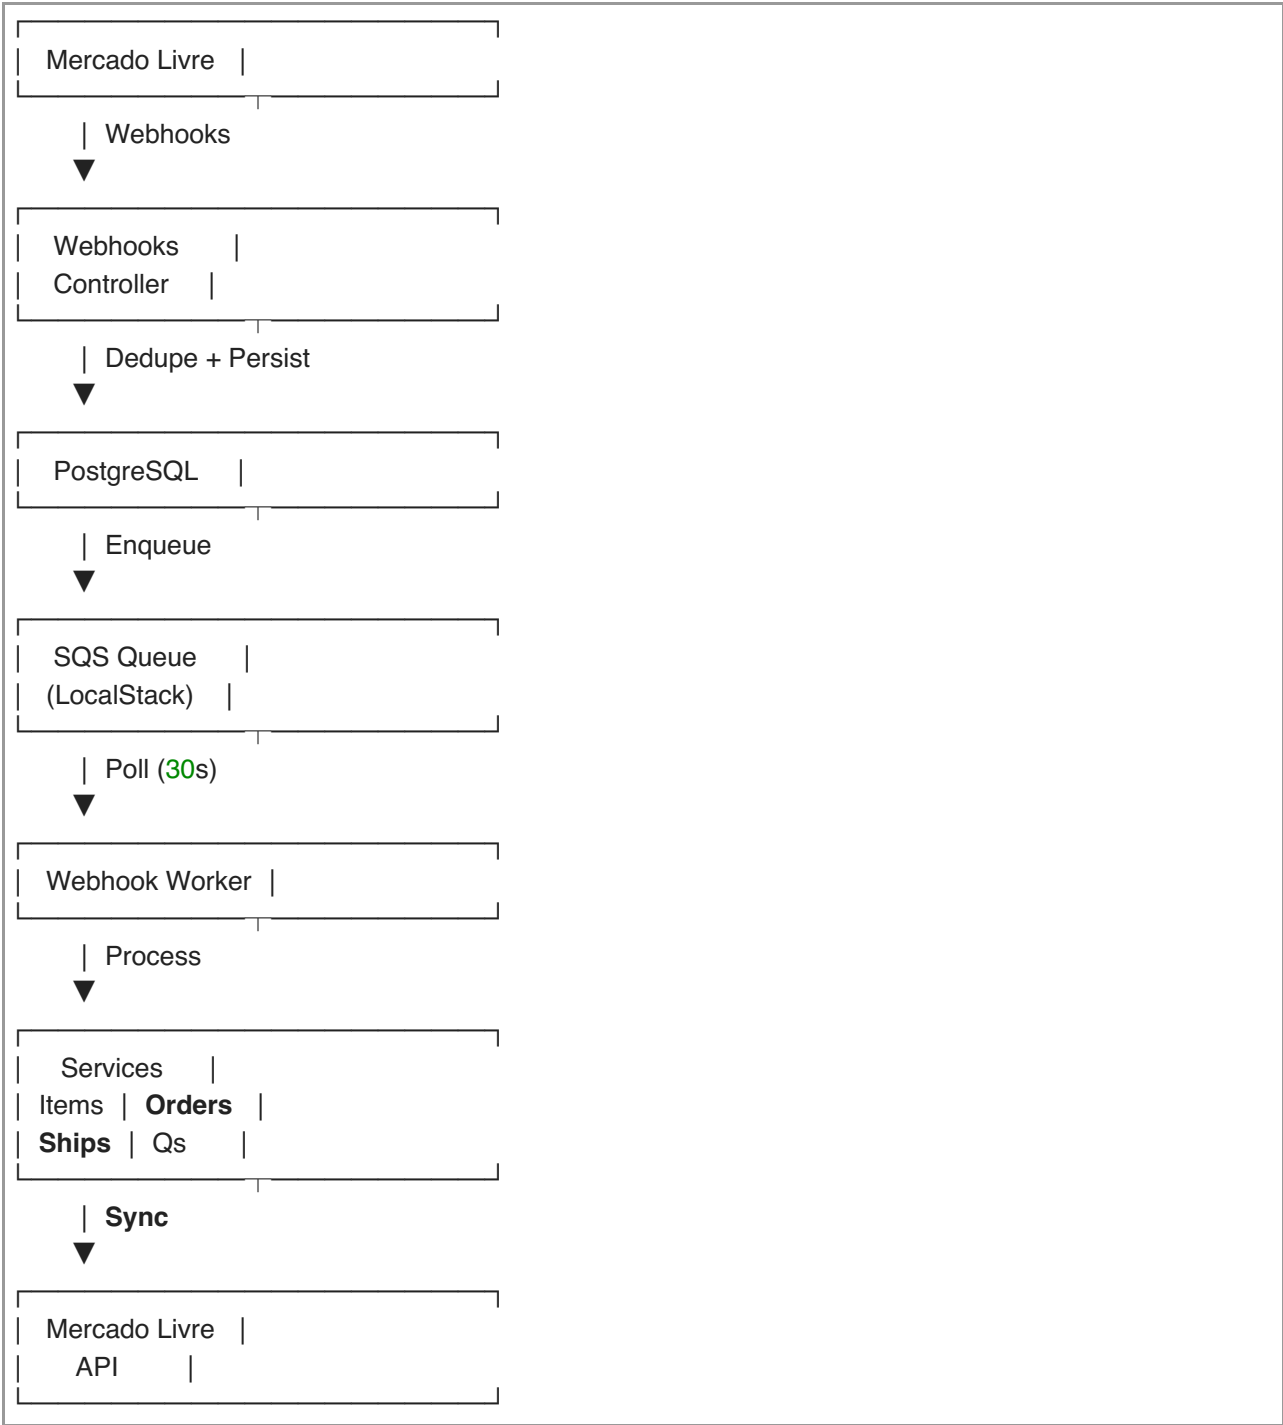 Mercado Livre
Webhooks
Webhooks
Controller
Dedupe + Persist
PostgreSQL
Enqueue
SQS Queue
(LocalStack)
Poll (30s)
Webhook Worker
Process
Services
Items | Orders
Ships | Qs
Sync
Mercado Livre
API